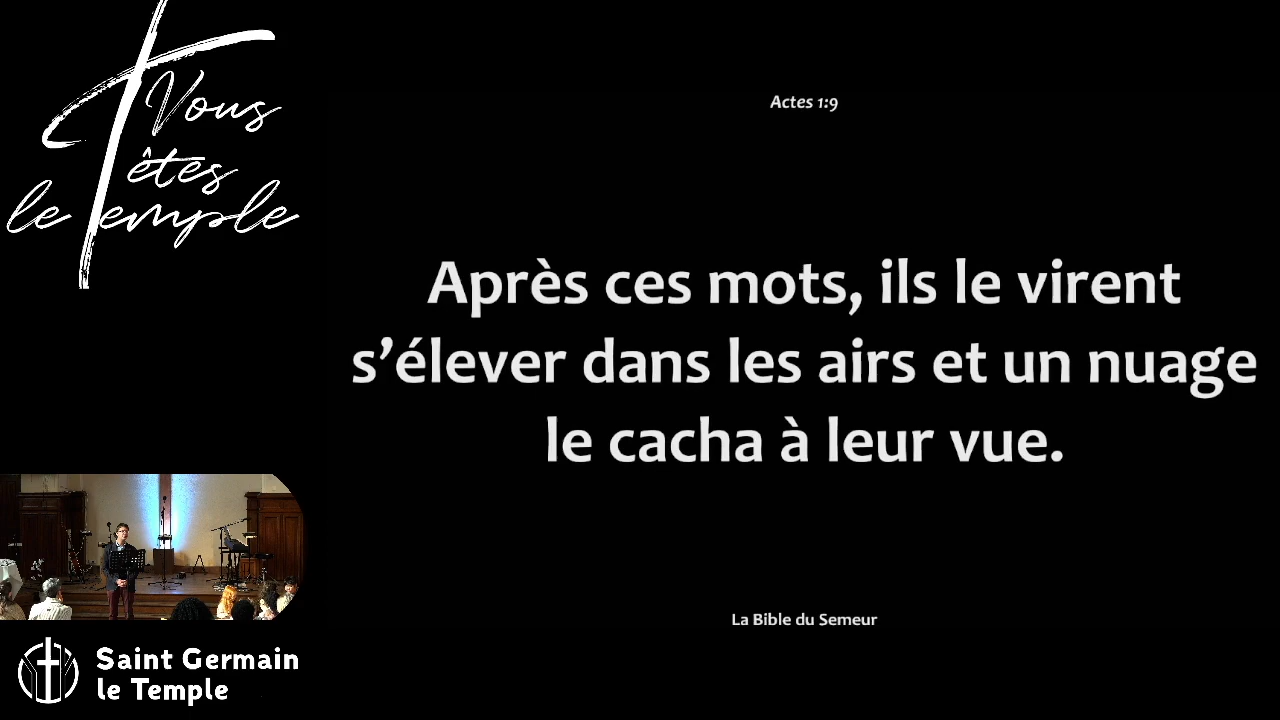 Vous
êtes
le Temple
Actes 1:9
Après ces mots, ils le virent
s’élever dans les airs et un nuage
le cacha à leur vue.
La Bible du Semeur
Saint Germain
le Temple